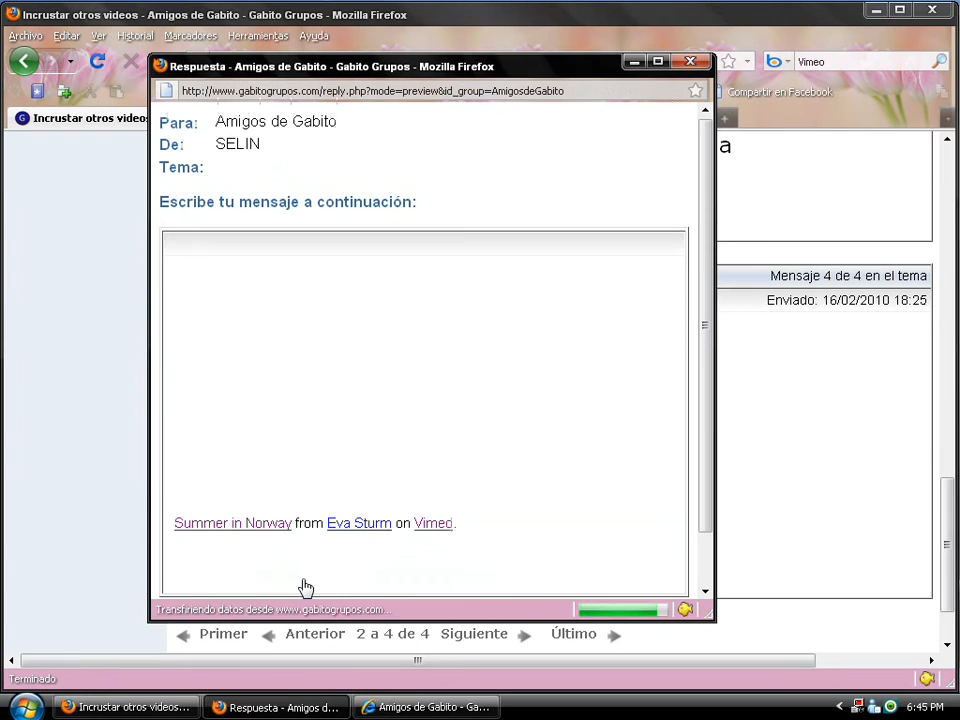 Incrustar otros videos - Amigos de Gabito - Gabito Grupos - Mozilla Firefox
Archivo Editar Ver Historial Marcadores Herramientas Ayuda
Vimeo
Compartir en Facebook
Incrustar otros videos
Respuesta - Amigos de Gabito - Gabito Grupos - Mozilla Firefox
http://www.gabitogrupos.com/reply.php?mode=preview&id_group=AmigosdeGabito
Para: Amigos de Gabito
De: SELIN
Tema:
Escribe tu mensaje a continuación:
Summer in Norway from Eva Sturm on Vimeo.
Transfiriendo datos desde www.gabitogrupos.com...
a
Mensaje 4 de 4 en el tema
Enviado: 16/02/2010 18:25
Primer Anterior 2 a 4 de 4 Siguiente Último
Terminado
Incrustar otros videos... Respuesta - Amigos d... Amigos de Gabito - Ga... 6:45 PM